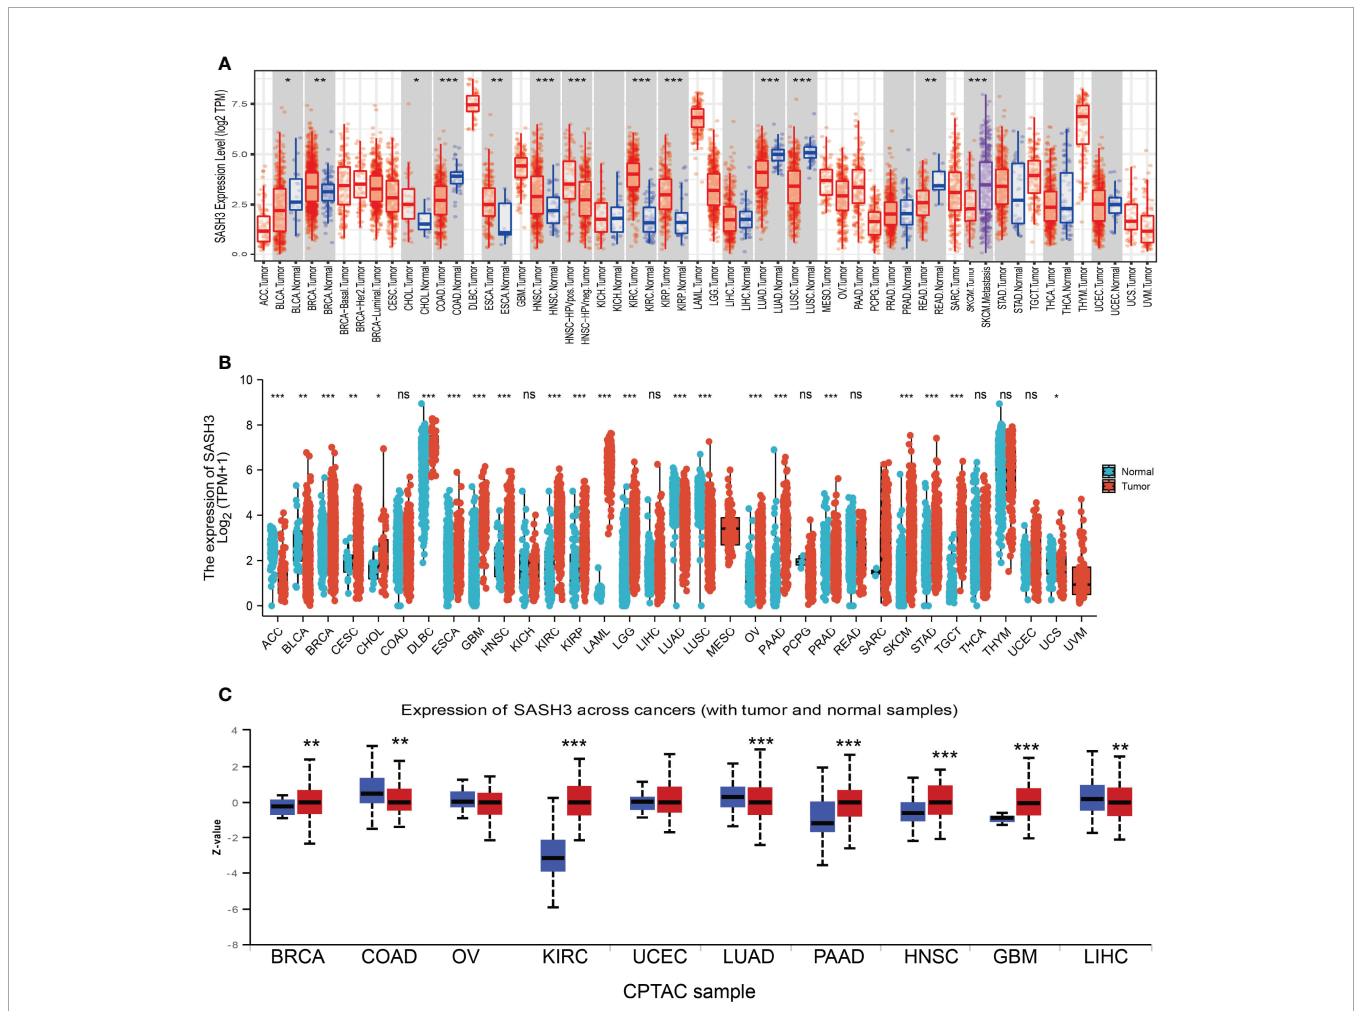 A
* ** * *** ** *** *** *** *** *** *** ** ***
SASH3 Expression Level (log2 TPM)
7.5
5.0
2.5
0.0
ACC.Tumor
BLCA.Tumor
BLCA.Normal
BRCA.Tumor
BRCA.Normal
BRCA-Basal.Tumor
BRCA-Her2.Tumor
BRCA-Luminal.Tumor
CESC.Tumor
CHOL.Tumor
CHOL.Normal
COAD.Tumor
COAD.Normal
DLBC.Tumor
ESCA.Tumor
ESCA.Normal
GBM.Tumor
HNSC.Tumor
HNSC.Normal
HNSC-HPVpos.Tumor
HNSC-HPVneg.Tumor
KICH.Tumor
KICH.Normal
KIRC.Tumor
KIRC.Normal
KIRP.Tumor
KIRP.Normal
LAML.Tumor
LGG.Tumor
LIHC.Tumor
LIHC.Normal
LUAD.Tumor
LUAD.Normal
LUSC.Tumor
LUSC.Normal
MESO.Tumor
OV.Tumor
PAAD.Tumor
PCPG.Tumor
PRAD.Tumor
PRAD.Normal
READ.Tumor
READ.Normal
SARC.Tumor
SKCM.Tumor
SKCM.Metastasis
STAD.Tumor
STAD.Normal
TGCT.Tumor
THCA.Tumor
THCA.Normal
THYM.Tumor
UCEC.Tumor
UCEC.Normal
UCS.Tumor
UVM.Tumor
B
The expression of SASH3
Log2 (TPM+1)
10
8
6
4
2
0
*** ** *** ** * ns *** *** *** *** ns *** *** *** ns *** *** *** *** ns *** ns *** *** *** ns ns ns *
Normal
Tumor
ACC BLCA BRCA CESC CHOL COAD DLBC ESCA GBM HNSC KICH KIRC KIRP LAML LGG LIHC LUAD LUSC MESO OV PAAD PCPG PRAD READ SARC SKCM STAD TGCT THCA THYM UCEC UCS UVM
C
Expression of SASH3 across cancers (with tumor and normal samples)
Z-value
4
2
0
-2
-4
-6
-8
** ** *** *** *** *** *** **
BRCA COAD OV KIRC UCEC LUAD PAAD HNSC GBM LIHC
CPTAC sample